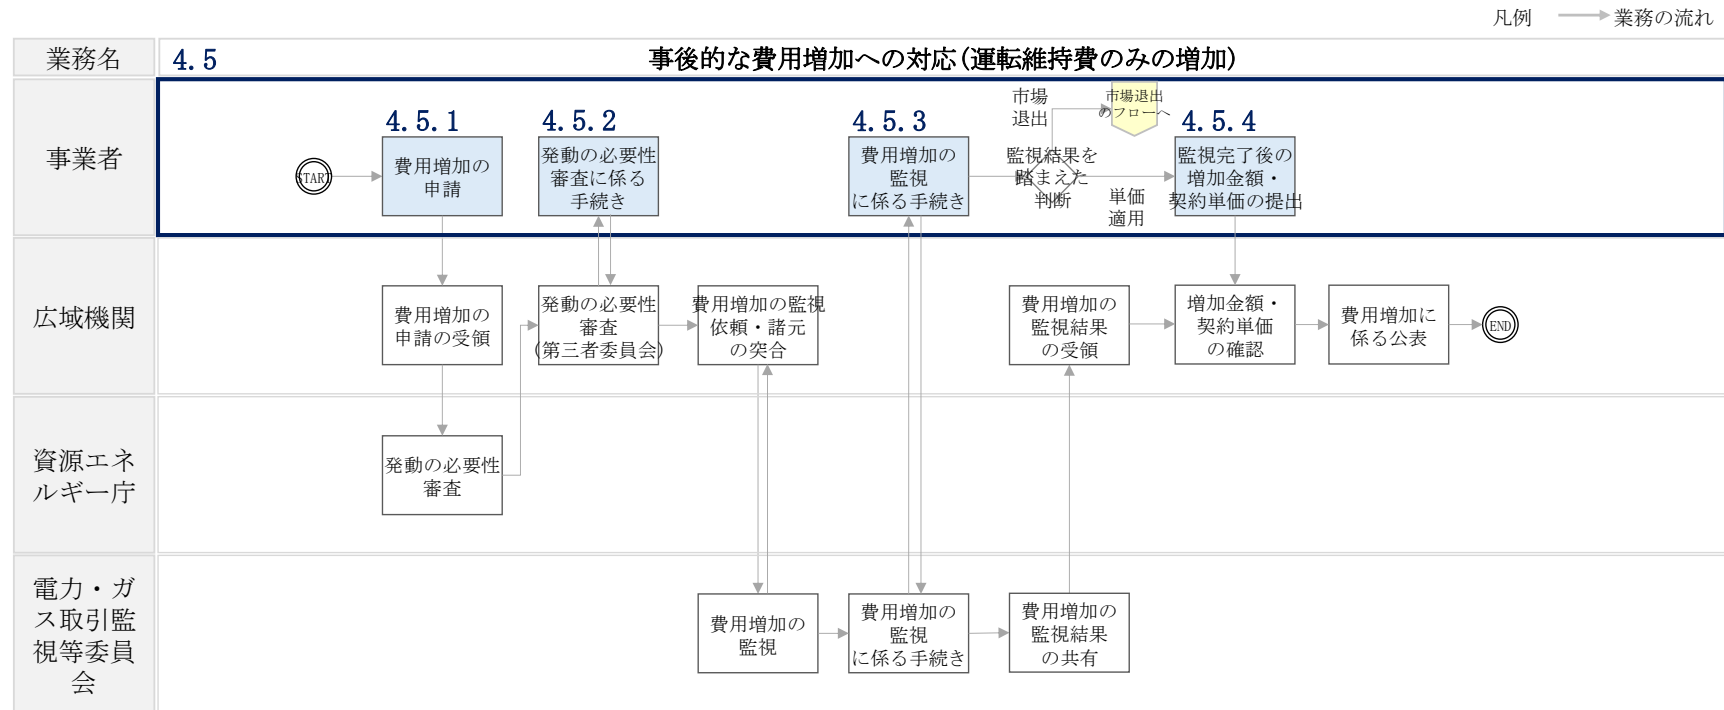 凡例
業務の流れ
業務名
4.5
事後的な費用増加への対応(運転維持費のみの増加)
事業者
START
4.5.1
費用増加の
申請
4.5.2
発動の必要性
審査に係る
手続き
4.5.3
費用増加の
監視
に係る手続き
監視結果を
踏まえた
判断
市場
退出
市場退出
のフローへ
単価
適用
4.5.4
監視完了後の
増加金額・
契約単価の提出
広域機関
費用増加の
申請の受領
発動の必要性
審査
(第三者委員会)
費用増加の監視
依頼・諸元
の突合
費用増加の
監視結果
の受領
増加金額・
契約単価
の確認
費用増加に
係る公表
END
資源エネ
ルギー庁
発動の必要性
審査
電力・ガ
ス取引監
視等委員
会
費用増加の
監視
費用増加の
監視
に係る手続き
費用増加の
監視結果
の共有